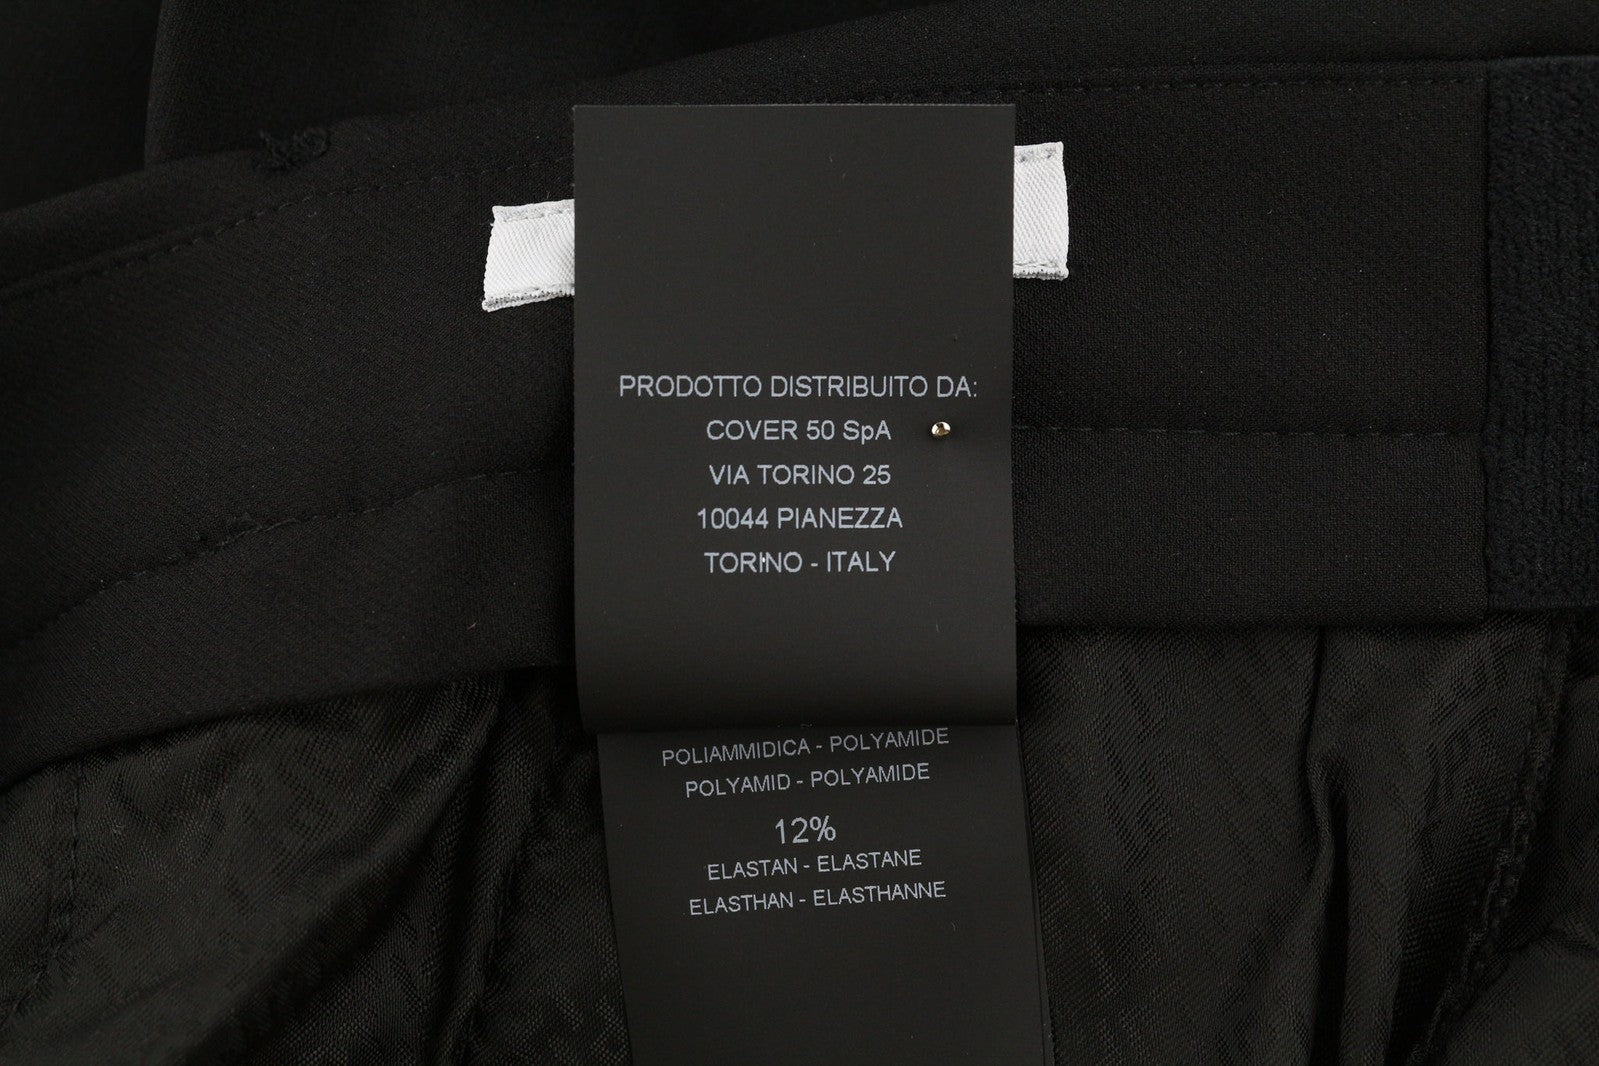 PRODOTTO DISTRIBUITO DA:
COVER 50 SpA
VIA TORINO 25
10044 PIANEZZA
TORINO - ITALY
POLIAMMIDICA - POLYAMIDE
POLYAMID - POLYAMIDE
12%
ELASTAN - ELASTANE
ELASTHAN - ELASTHANNE